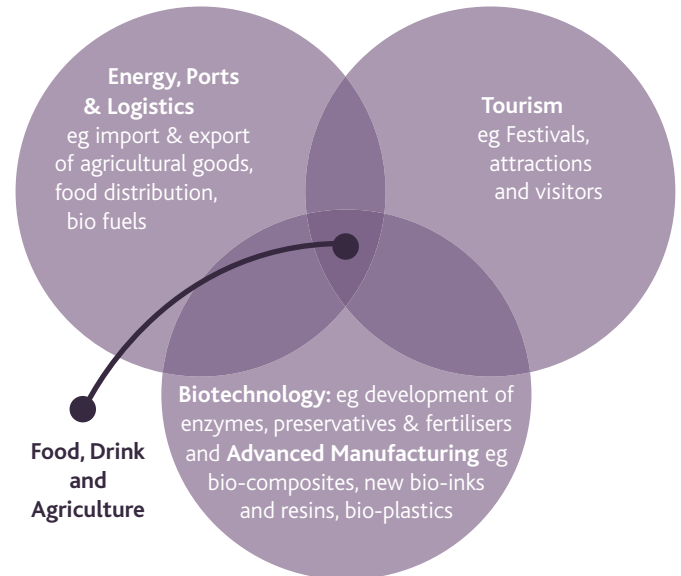 Energy, Ports
& Logistics
eg import & export
of agricultural goods,
food distribution,
bio fuels
Tourism
eg Festivals,
attractions
and visitors
Biotechnology: eg development of
enzymes, preservatives & fertilisers
and Advanced Manufacturing eg
bio-composites, new bio-inks
and resins, bio-plastics
Food, Drink
and
Agriculture